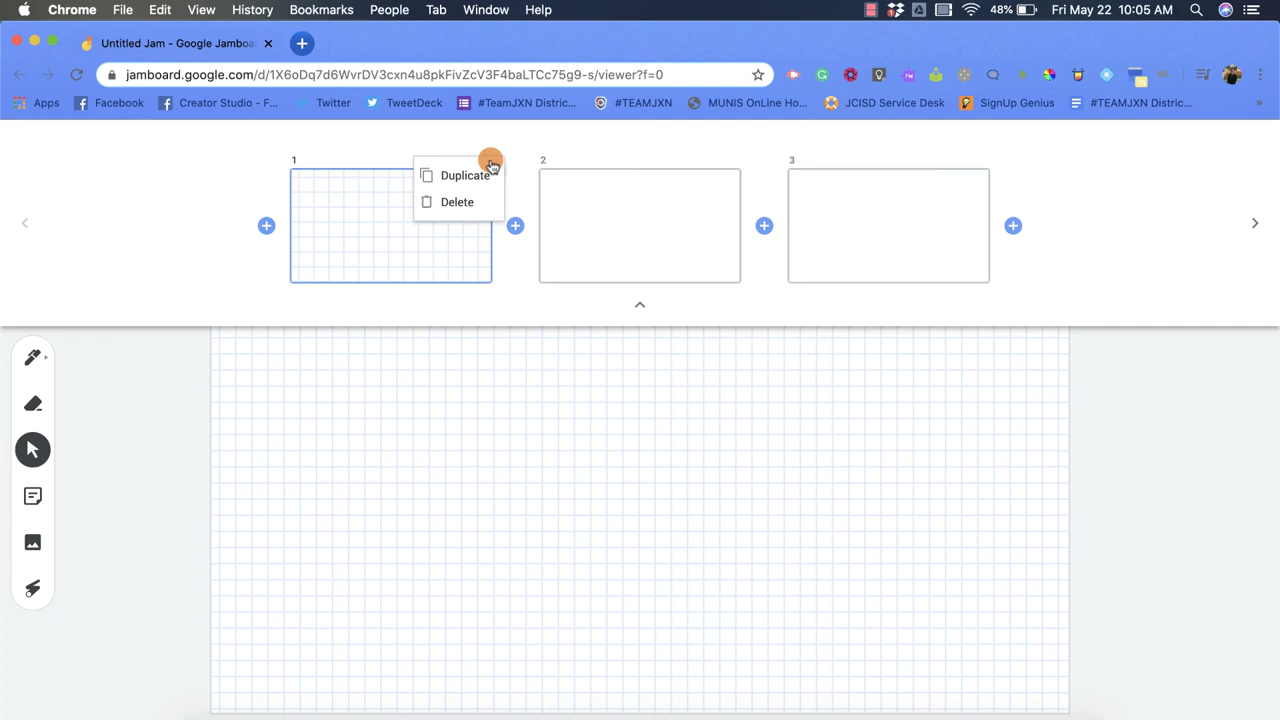 Chrome File Edit View History Bookmarks People Tab Window Help 48% Fri May 22 10:05 AM
Untitled Jam - Google Jamboa
jamboard.google.com/d/1X6oDq7d6WvrDV3cxn4u8pkFivZcV3F4baLTCc75g9-s/viewer?f=0
Apps Facebook Creator Studio - F... Twitter TweetDeck #TeamJXN Distric... #TEAMJXN MUNIS OnLine Ho... JCISD Service Desk SignUp Genius #TEAMJXN Distric... »
1 2 3
Duplicate
Delete